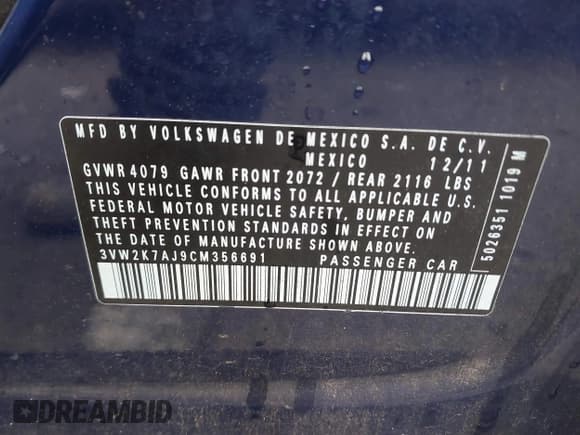 MFD BY VOLKSWAGEN DE MEXICO S.A. DE C.V.
MEXICO 12/11
GVWR 4079 GAWR FRONT 2072 / REAR 2116 LBS
THIS VEHICLE CONFORMS TO ALL APPLICABLE U.S.
FEDERAL MOTOR VEHICLE SAFETY, BUMPER AND
THEFT PREVENTION STANDARDS IN EFFECT ON
THE DATE OF MANUFACTURE SHOWN ABOVE.
3VW2K7AJ9CM356691 PASSENGER CAR
5026351 1019 M
DREAMBID